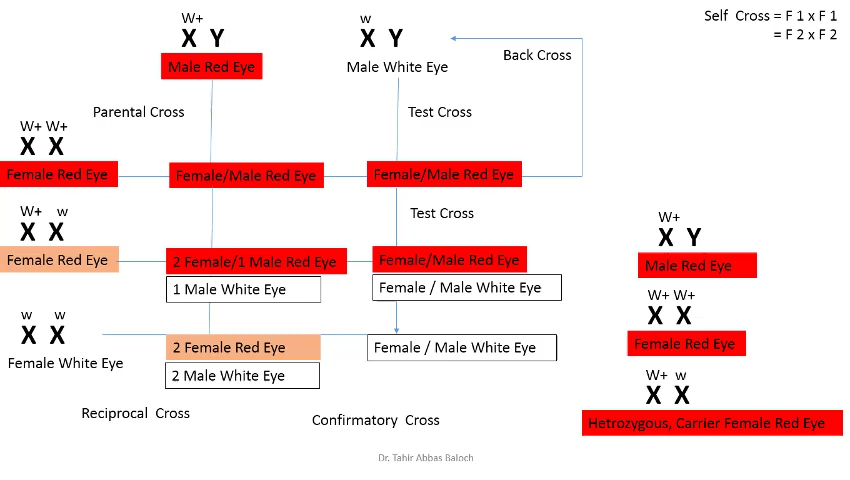 Self Cross = F 1 x F 1
= F 2 x F 2
W+
X Y
Male Red Eye
w
X Y
Male White Eye
Back Cross
Parental Cross
Test Cross
W+ W+
X X
Female Red Eye
Female/Male Red Eye
Female/Male Red Eye
Test Cross
W+ w
X X
Female Red Eye
2 Female/1 Male Red Eye
1 Male White Eye
Female/Male Red Eye
Female / Male White Eye
w w
X X
Female White Eye
2 Female Red Eye
2 Male White Eye
Female / Male White Eye
Reciprocal Cross
Confirmatory Cross
W+
X Y
Male Red Eye
W+ W+
X X
Female Red Eye
W+ w
X X
Hetrozygous, Carrier Female Red Eye
Dr. Tahir Abbas Baloch